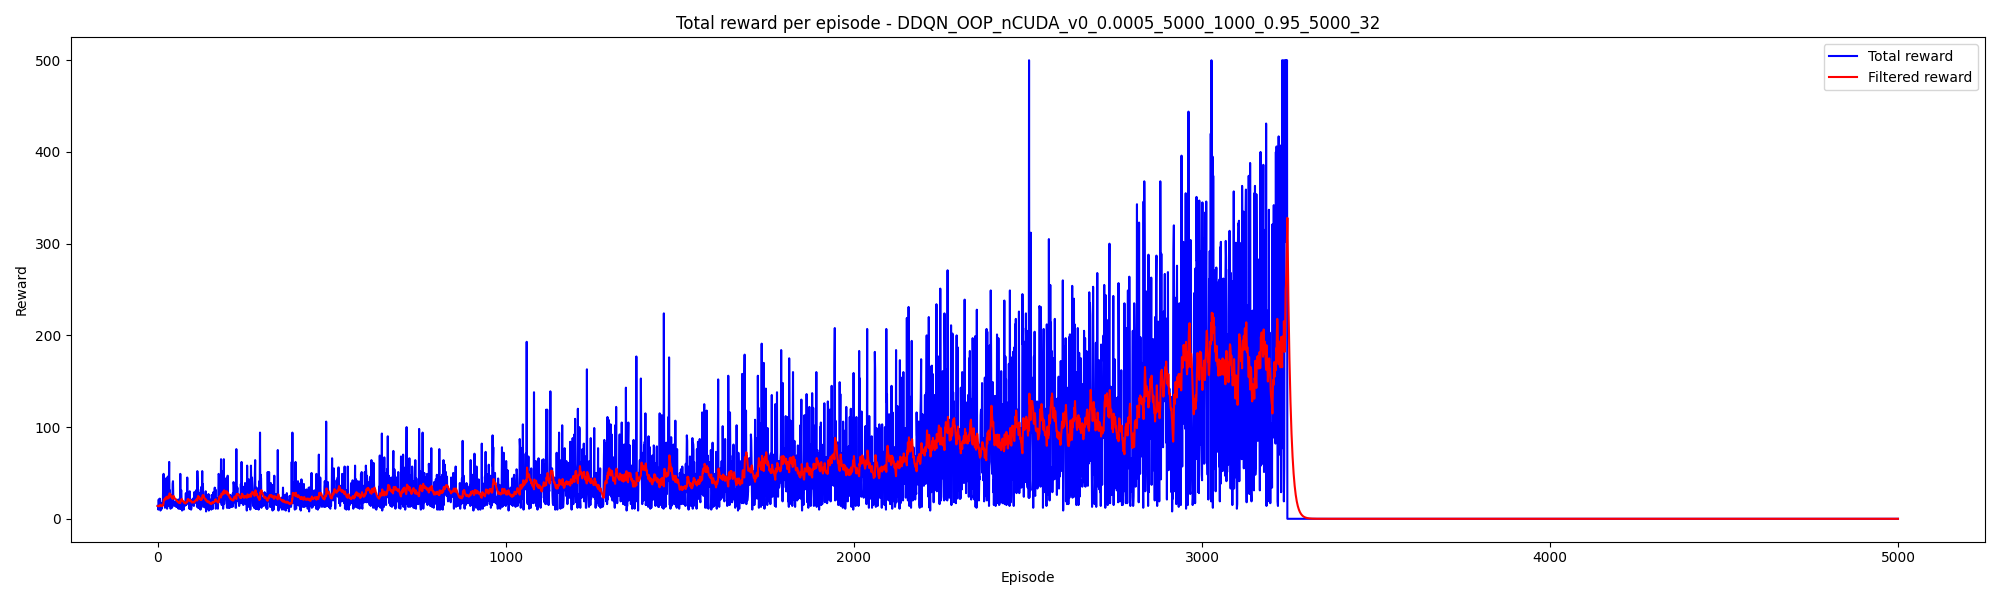 Total reward per episode - DDQN_OOP_nCUDA_v0_0.0005_5000_1000_0.95_5000_32
Total reward
Filtered reward
Reward
500
400
300
200
100
0
0 1000 2000 3000 4000 5000
Episode